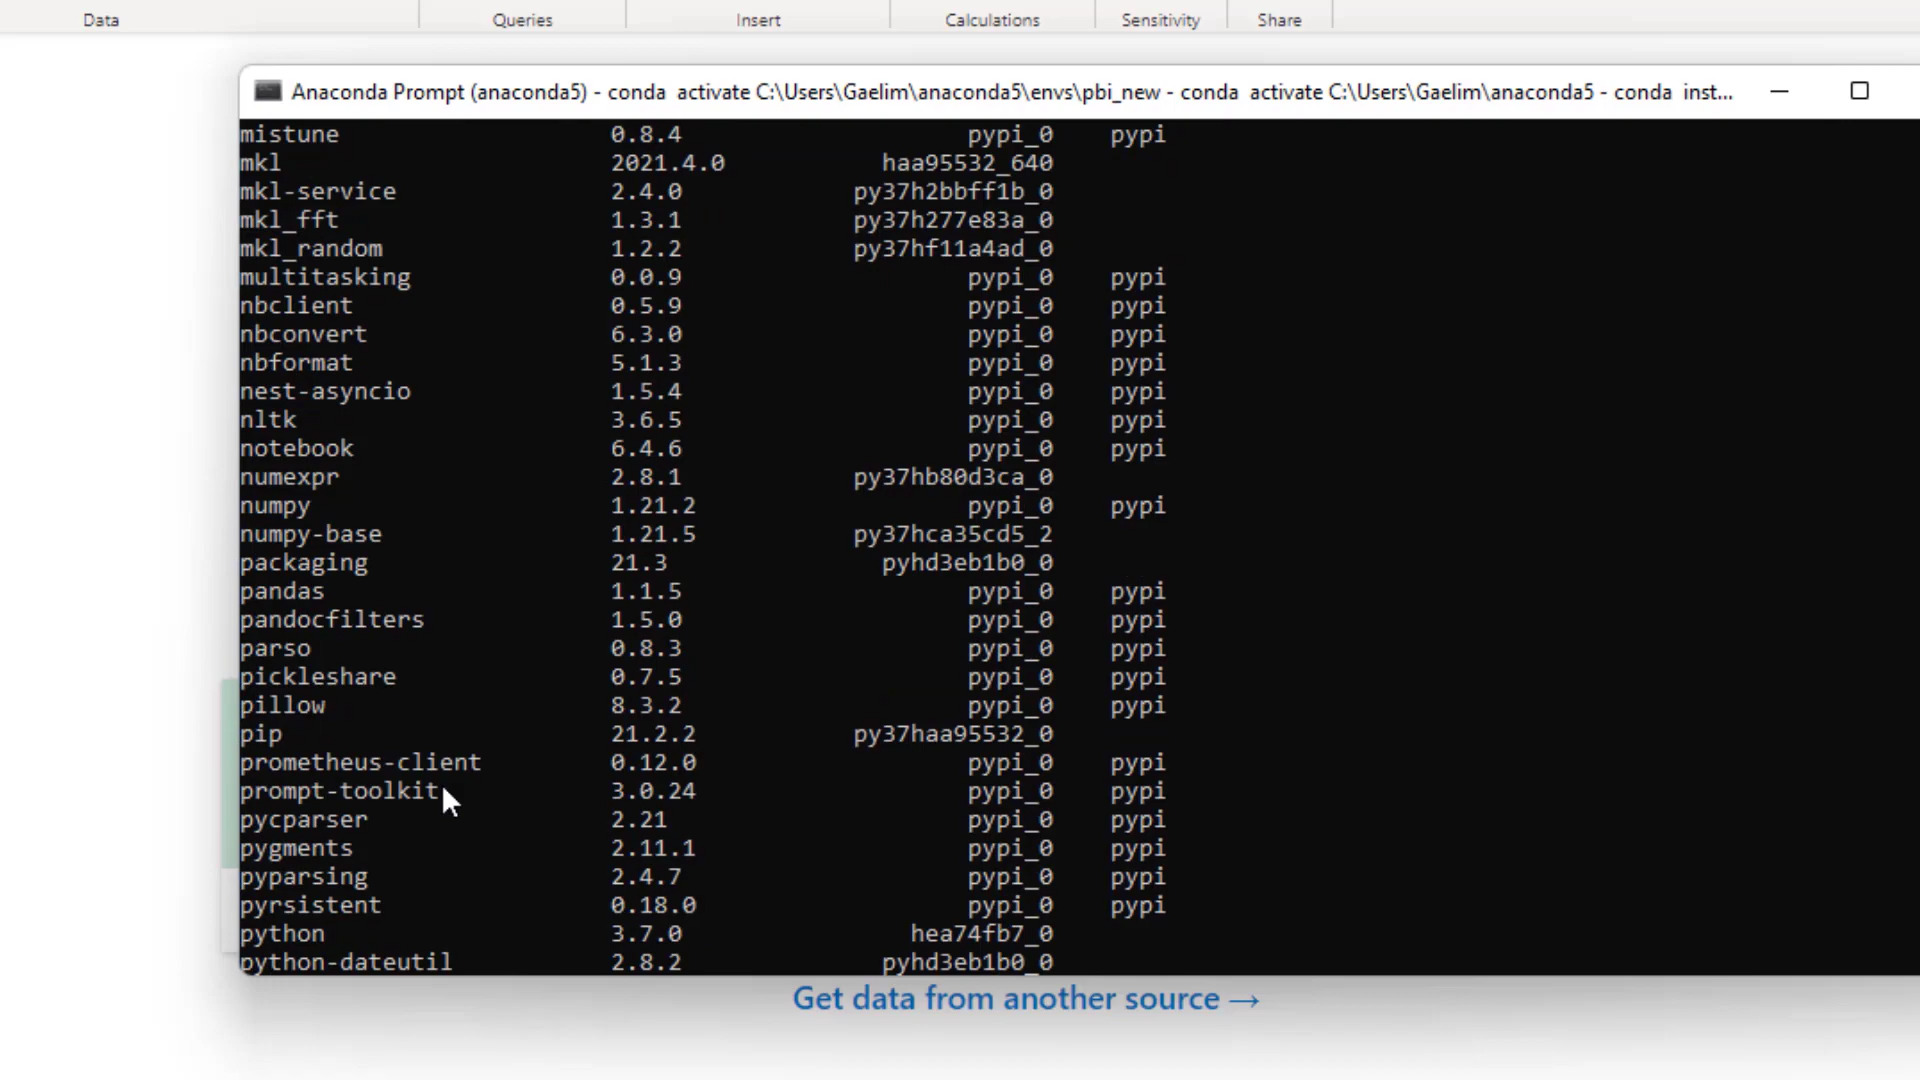 Data Queries Insert Calculations Sensitivity Share
Anaconda Prompt (anaconda5) - conda  activate C:\Users\Gaelim\anaconda5\envs\pbi_new - conda  activate C:\Users\Gaelim\anaconda5 - conda  inst...
mistune 0.8.4 pypi_0 pypi
mkl 2021.4.0 haa95532_640
mkl-service 2.4.0 py37h2bbff1b_0
mkl_fft 1.3.1 py37h277e83a_0
mkl_random 1.2.2 py37hf11a4ad_0
multitasking 0.0.9 pypi_0 pypi
nbclient 0.5.9 pypi_0 pypi
nbconvert 6.3.0 pypi_0 pypi
nbformat 5.1.3 pypi_0 pypi
nest-asyncio 1.5.4 pypi_0 pypi
nltk 3.6.5 pypi_0 pypi
notebook 6.4.6 pypi_0 pypi
numexpr 2.8.1 py37hb80d3ca_0
numpy 1.21.2 pypi_0 pypi
numpy-base 1.21.5 py37hca35cd5_2
packaging 21.3 pyhd3eb1b0_0
pandas 1.1.5 pypi_0 pypi
pandocfilters 1.5.0 pypi_0 pypi
parso 0.8.3 pypi_0 pypi
pickleshare 0.7.5 pypi_0 pypi
pillow 8.3.2 pypi_0 pypi
pip 21.2.2 py37haa95532_0
prometheus-client 0.12.0 pypi_0 pypi
prompt-toolkit 3.0.24 pypi_0 pypi
pycparser 2.21 pypi_0 pypi
pygments 2.11.1 pypi_0 pypi
pyparsing 2.4.7 pypi_0 pypi
pyrsistent 0.18.0 pypi_0 pypi
python 3.7.0 hea74fb7_0
python-dateutil 2.8.2 pyhd3eb1b0_0
Get data from another source →